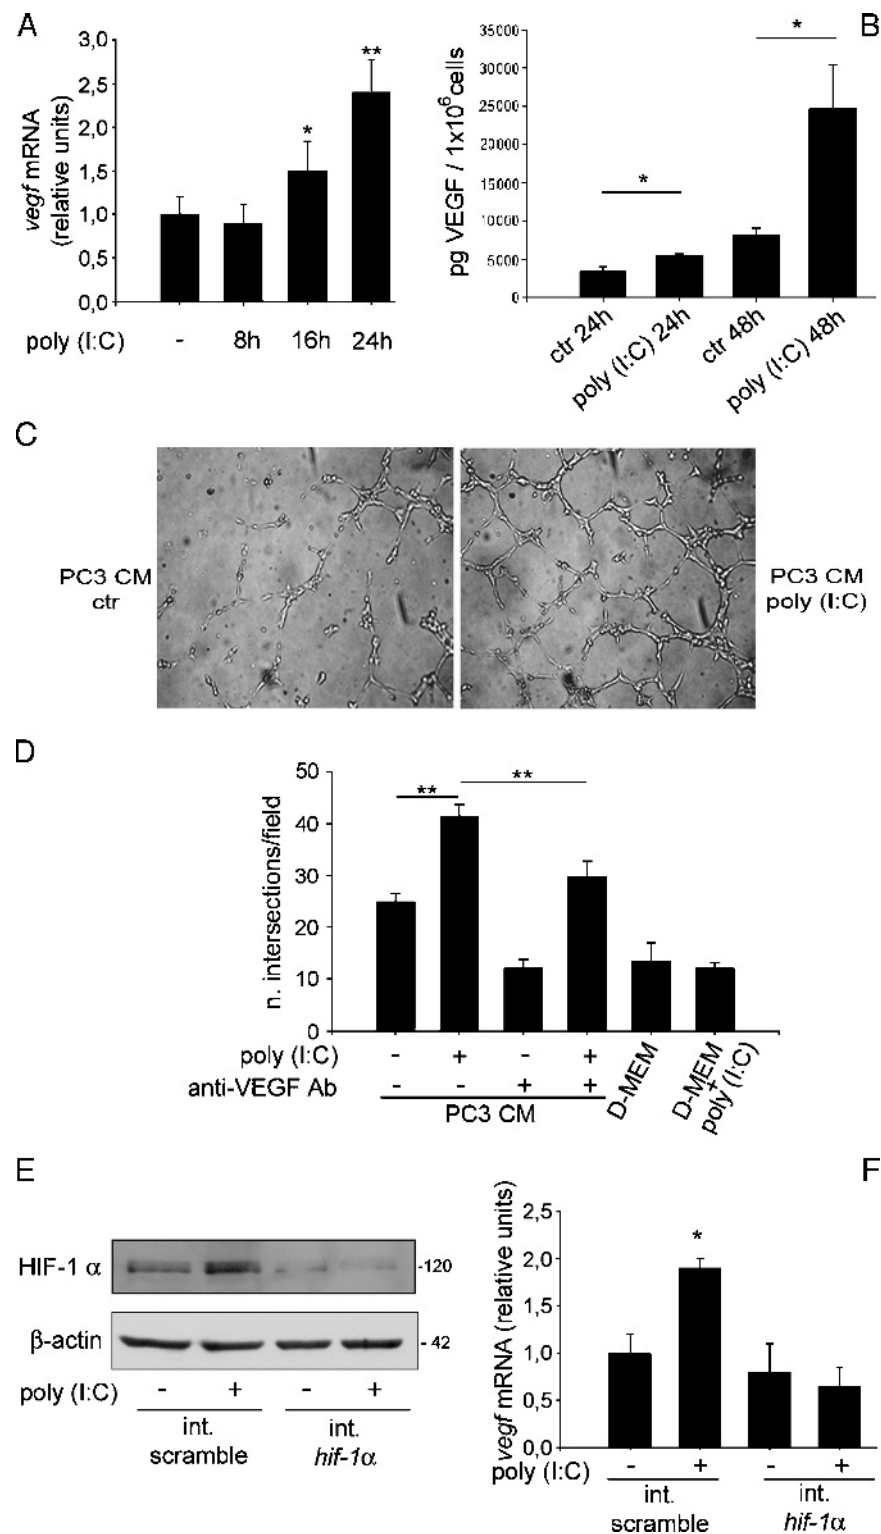 A
B
3,0
2,5
2,0
1,5
1,0
0,5
0,0
vegf mRNA
(relative units)
*
**
poly (I:C)
-
8h
16h
24h
35000
30000
25000
20000
15000
10000
5000
0
pg VEGF / 1x10⁶cells
*
*
ctr 24h
poly (I:C) 24h
ctr 48h
poly (I:C) 48h
C
PC3 CM
ctr
PC3 CM
poly (I:C)
D
50
40
30
20
10
0
n. intersections/field
**
**
poly (I:C) - + - +
anti-VEGF Ab - - + +
PC3 CM
D-MEM
D-MEM
+
poly (I:C)
E
HIF-1 α
-120
β-actin
- 42
poly (I:C) - + - +
int.
scramble
int.
hif-1α
F
2,5
2,0
1,5
1,0
0,5
0,0
vegf mRNA (relative units)
*
poly (I:C) - + - +
int.
scramble
int.
hif-1α